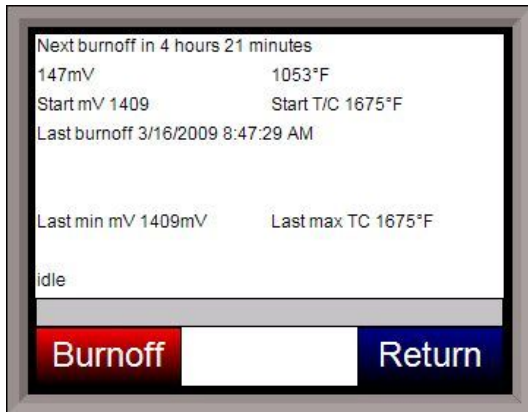 Next burnoff in 4 hours 21 minutes
147mV 1053°F
Start mV 1409 Start T/C 1675°F
Last burnoff 3/16/2009 8:47:29 AM
Last min mV 1409mV Last max TC 1675°F
idle
Burnoff Return